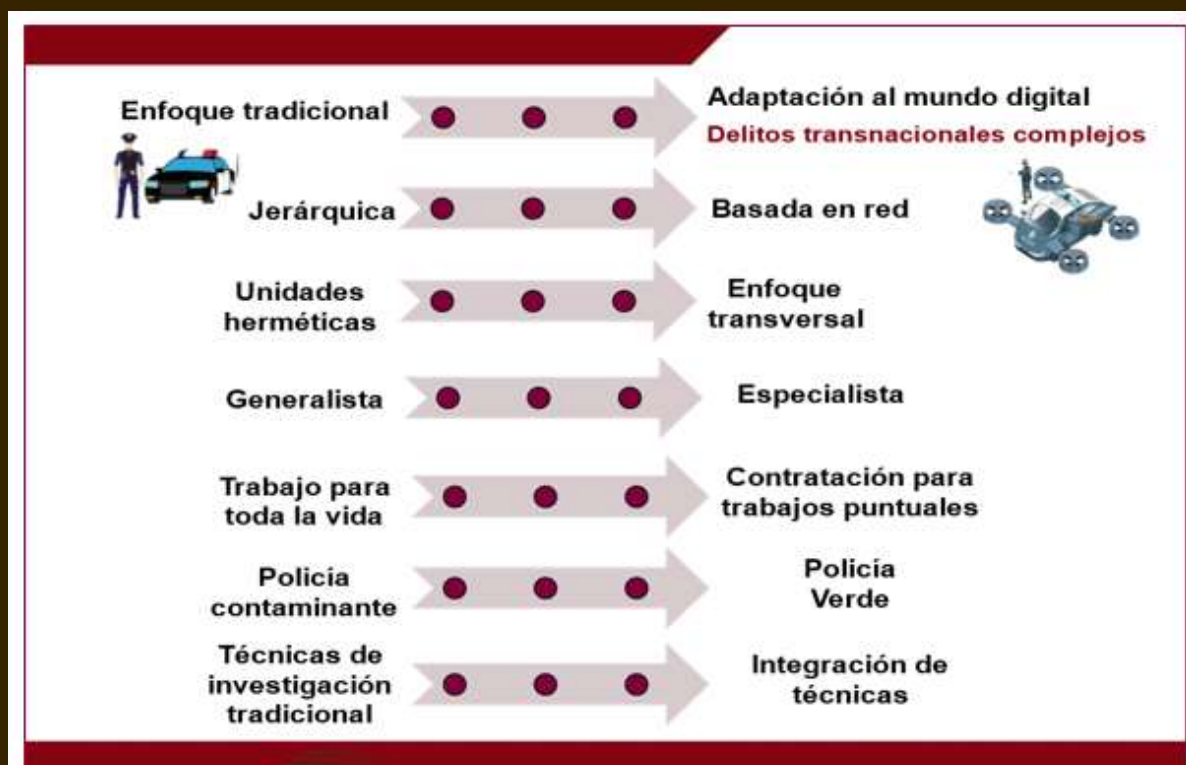 Enfoque tradicional
Adaptación al mundo digital
Delitos transnacionales complejos
Jerárquica
Basada en red
Unidades
herméticas
Enfoque
transversal
Generalista
Especialista
Trabajo para
toda la vida
Contratación para
trabajos puntuales
Policia
contaminante
Policía
Verde
Técnicas de
investigación
tradicional
Integración de
técnicas